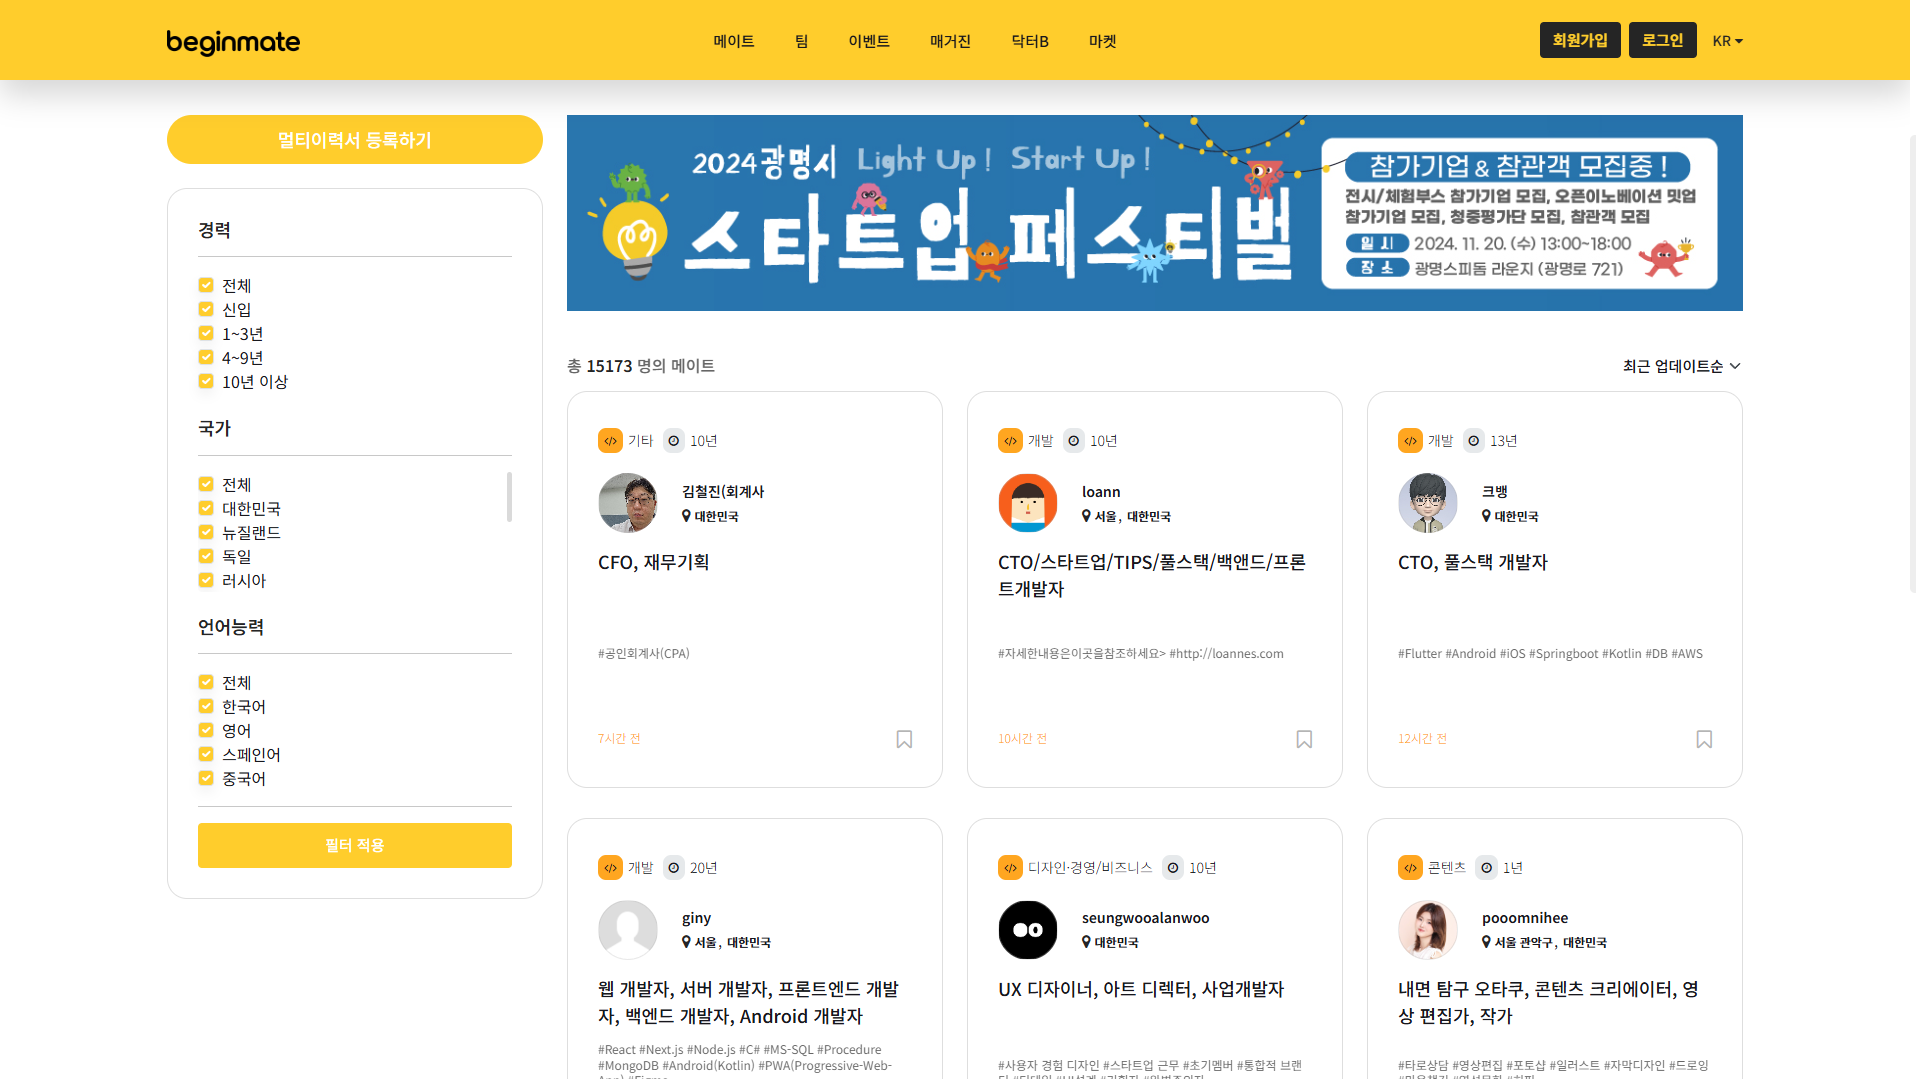 beginmate
메이트
팀
이벤트
매거진
닥터B
마켓
회원가입
로그인
KR
멀티이력서 등록하기
경력
전체
신입
1~3년
4~9년
10년 이상
국가
전체
대한민국
뉴질랜드
독일
러시아
언어능력
전체
한국어
영어
스페인어
중국어
필터 적용
2024광명시 Light Up! Start Up!
스타트업 페스티벌
참가기업 & 참관객 모집중!
전시/체험부스 참가기업 모집, 오픈이노베이션 밋업
참가기업 모집, 청중평가단 모집, 참관객 모집
일 시 2024. 11. 20. (수) 13:00~18:00
장 소 광명스피돔 라운지 (광명로 721)
총 15173 명의 메이트
최근 업데이트순
기타 10년
김철진(회계사
대한민국
CFO, 재무기획
#공인회계사(CPA)
7시간 전
개발 10년
loann
서울, 대한민국
CTO/스타트업/TIPS/풀스택/백앤드/프론
트개발자
#자세한내용은이곳을참조하세요> #http://loannes.com
10시간 전
개발 13년
크뱅
대한민국
CTO, 풀스택 개발자
#Flutter #Android #iOS #Springboot #Kotlin #DB #AWS
12시간 전
개발 20년
giny
서울, 대한민국
웹 개발자, 서버 개발자, 프론트엔드 개발
자, 백엔드 개발자, Android 개발자
#React #Next.js #Node.js #C# #MS-SQL #Procedure
#MongoDB #Android(Kotlin) #PWA(Progressive-Web-
디자인·경영/비즈니스 10년
seungwooalanwoo
대한민국
UX 디자이너, 아트 디렉터, 사업개발자
#사용자 경험 디자인 #스타트업 근무 #초기멤버 #통합적 브랜
콘텐츠 1년
pooomnihee
서울 관악구, 대한민국
내면 탐구 오타쿠, 콘텐츠 크리에이터, 영
상 편집가, 작가
#타로상담 #영상편집 #포토샵 #일러스트 #자막디자인 #드로잉